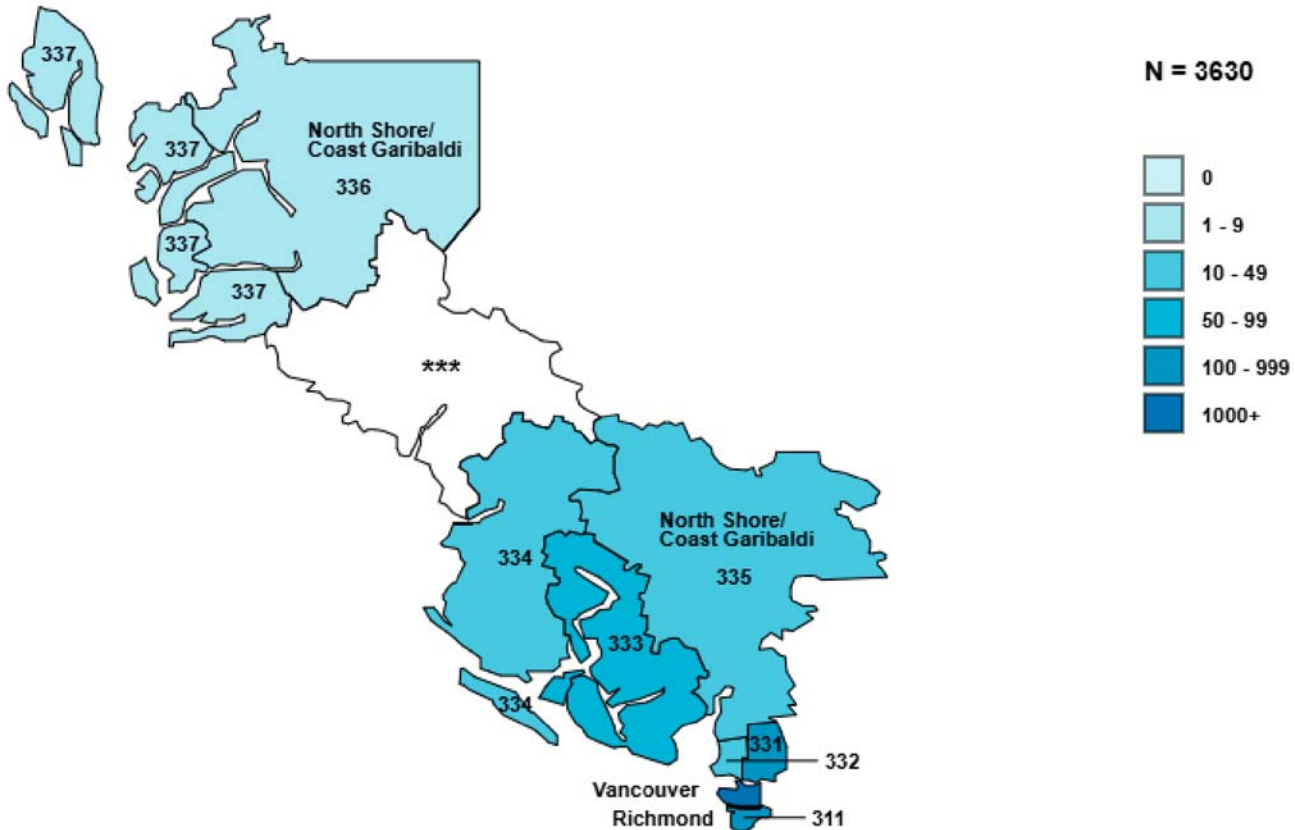 337
N = 3630
North Shore/
Coast Garibaldi
337
336
337
337
0
1 - 9
10 - 49
50 - 99
100 - 999
1000+
***
North Shore/
Coast Garibaldi
334
335
333
334
331
332
Vancouver
Richmond
311